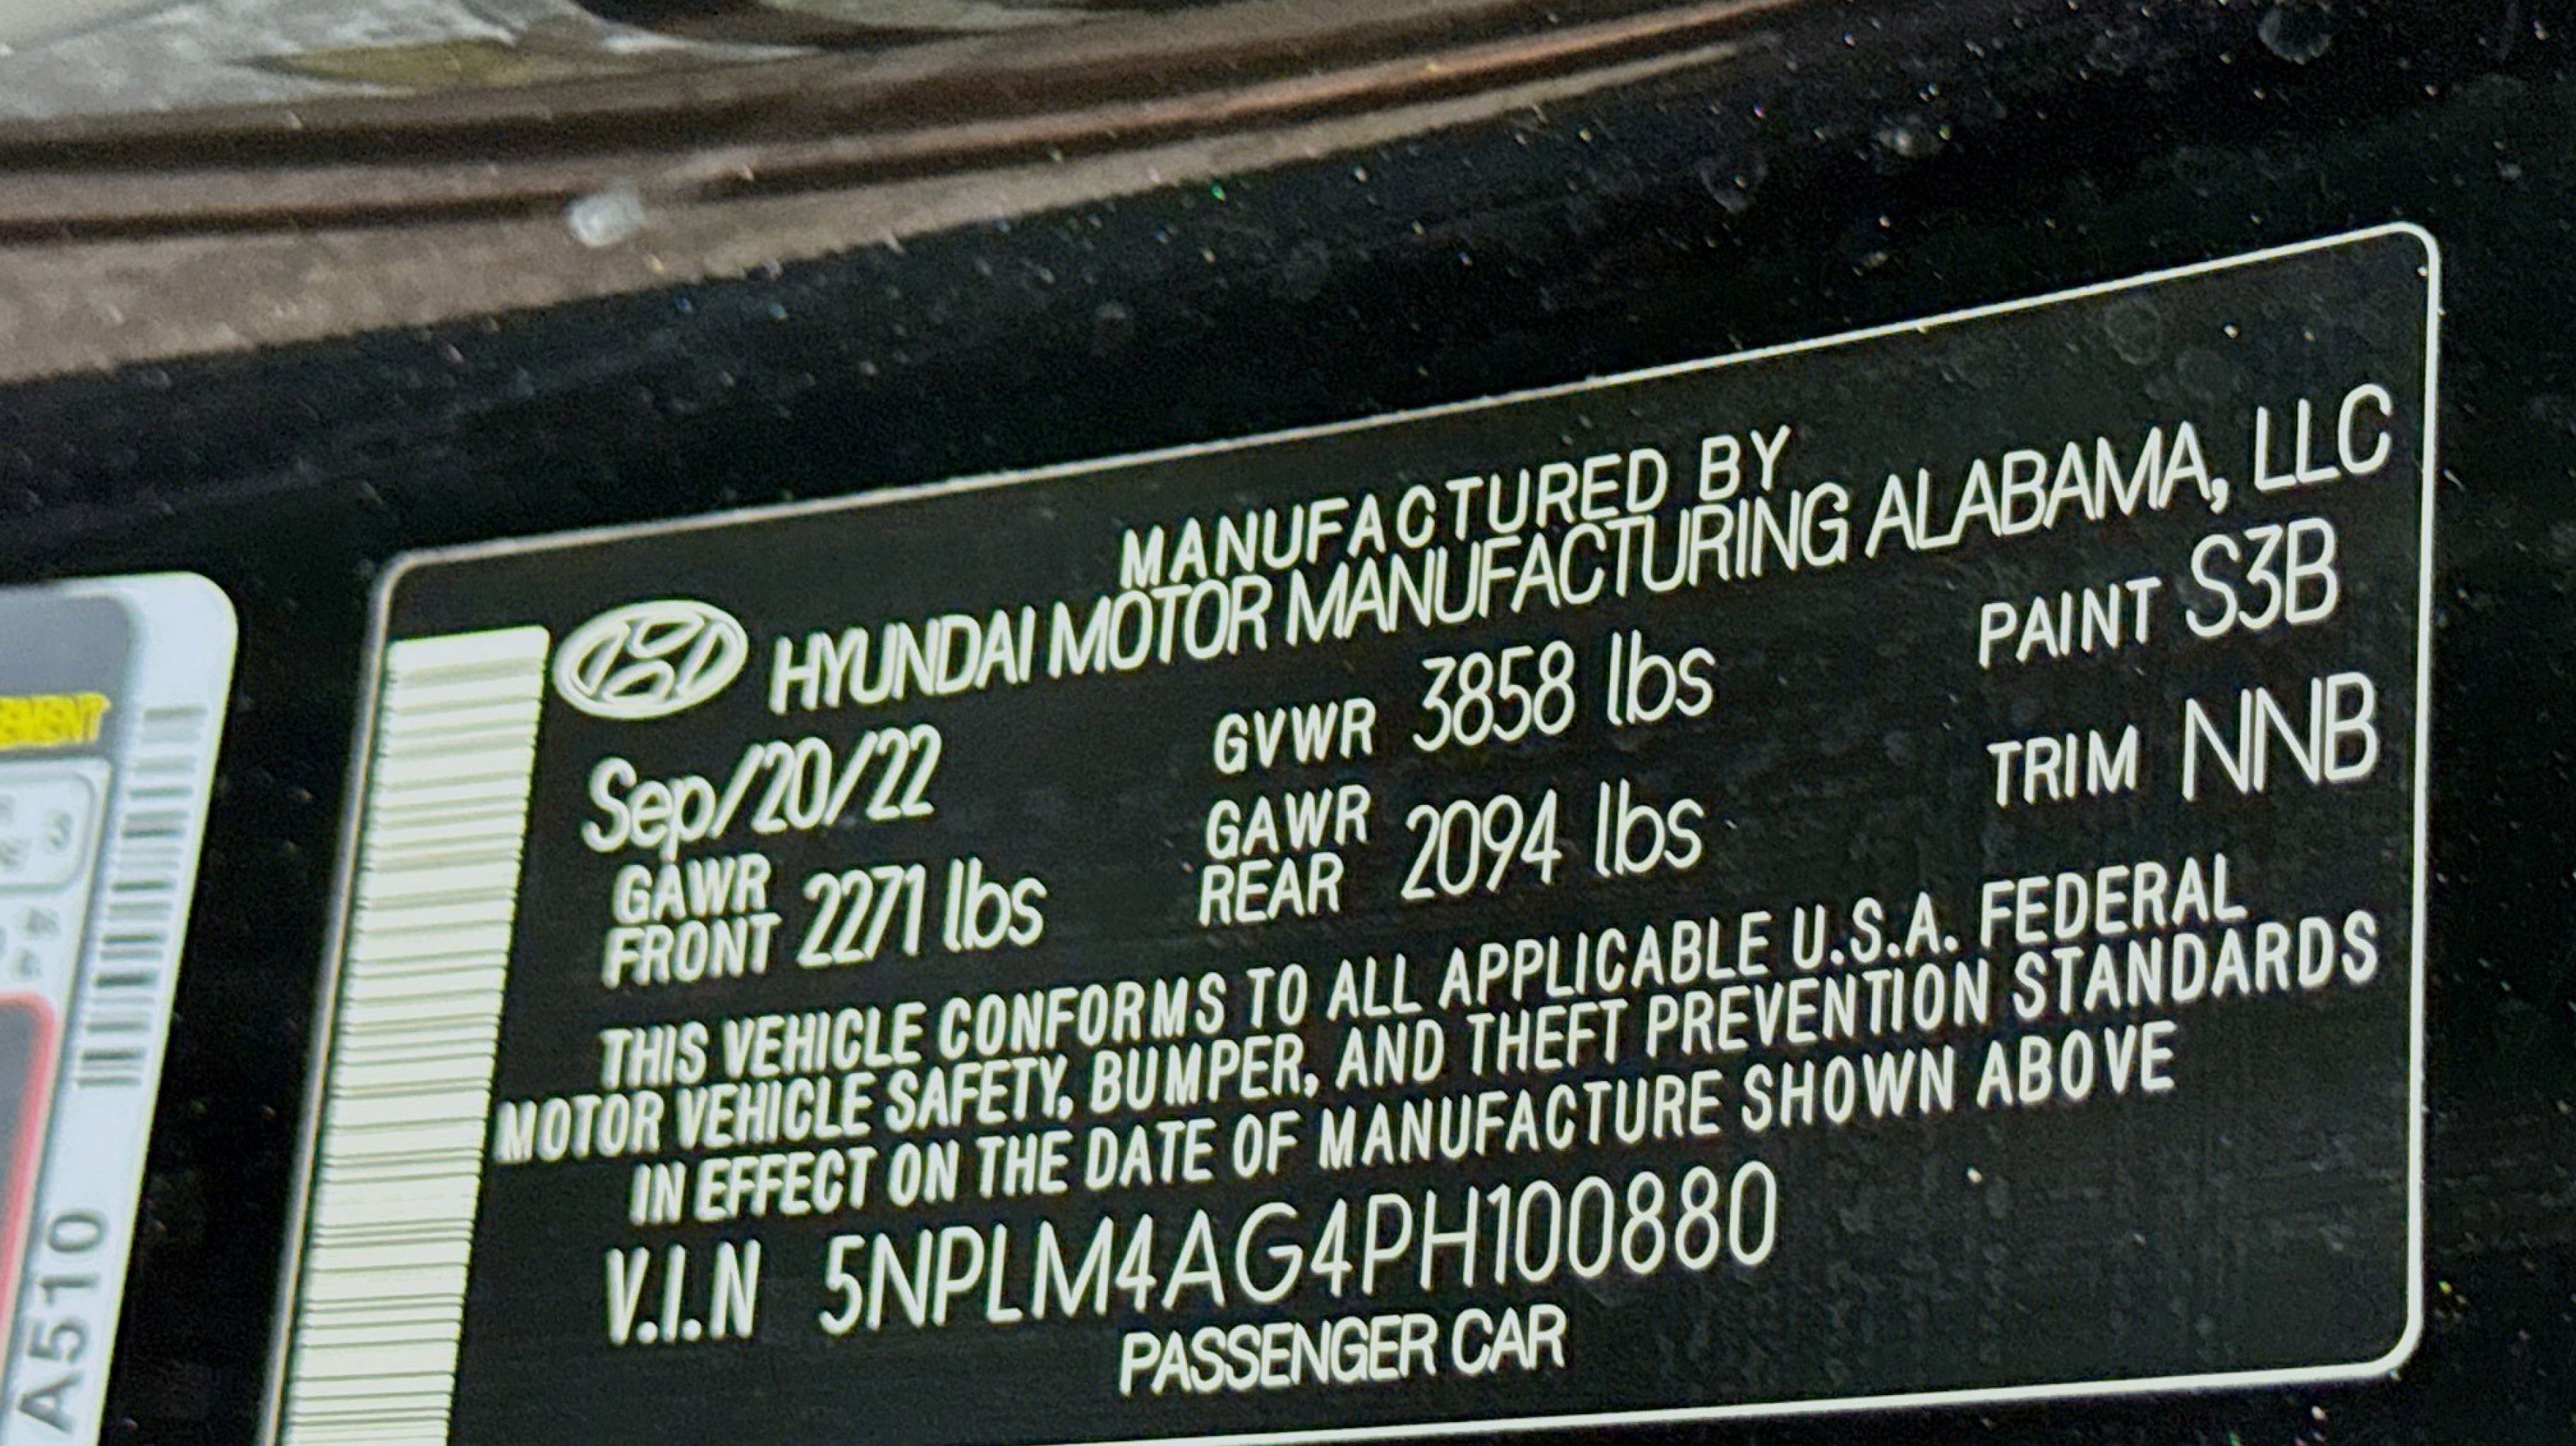 MANUFACTURED BY
HYUNDAI MOTOR MANUFACTURING ALABAMA, LLC
Sep/20/22 GVWR 3858 lbs PAINT S3B
GAWR FRONT 2271 lbs GAWR REAR 2094 lbs TRIM NNB
THIS VEHICLE CONFORMS TO ALL APPLICABLE U.S.A. FEDERAL
MOTOR VEHICLE SAFETY, BUMPER, AND THEFT PREVENTION STANDARDS
IN EFFECT ON THE DATE OF MANUFACTURE SHOWN ABOVE
V.I.N 5NPLM4AG4PH100880
PASSENGER CAR
A510